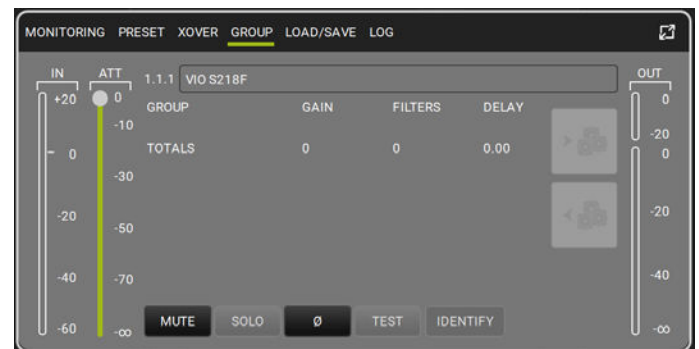 MONITORING PRESET XOVER GROUP LOAD/SAVE LOG
IN ATT OUT
1.1.1 VIO S218F
+20 0 0
GROUP GAIN FILTERS DELAY
-10
-20
TOTALS 0 0 0.00
0 0
-30
-20 -20
-50
-40 -40
-70
MUTE SOLO Ø TEST IDENTIFY
-60 -∞ -∞